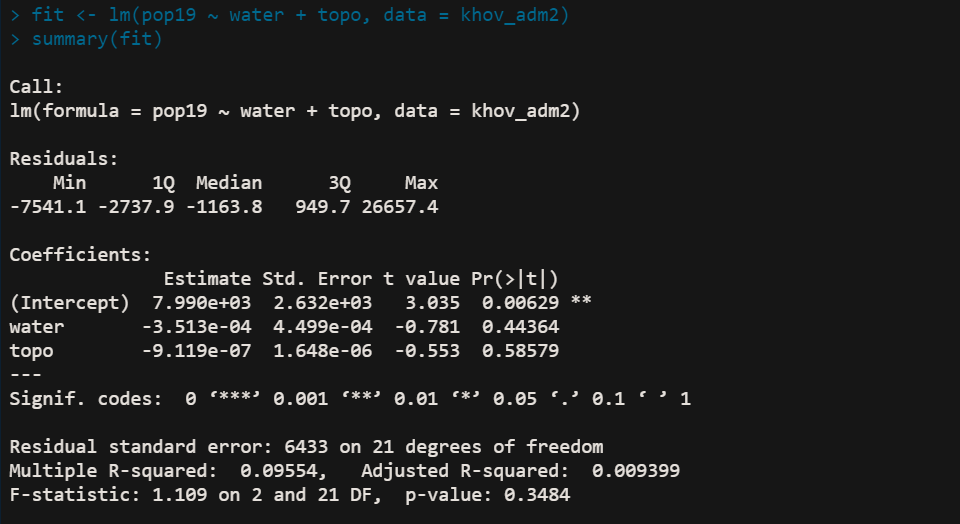 > fit <- lm(pop19 ~ water + topo, data = khov_adm2)
> summary(fit)
Call:
lm(formula = pop19 ~ water + topo, data = khov_adm2)
Residuals:
    Min      1Q  Median      3Q     Max
-7541.1 -2737.9 -1163.8   949.7 26657.4
Coefficients:
              Estimate Std. Error t value Pr(>|t|)
(Intercept)  7.990e+03  2.632e+03   3.035  0.00629 **
water       -3.513e-04  4.499e-04  -0.781  0.44364
topo        -9.119e-07  1.648e-06  -0.553  0.58579
---
Signif. codes:  0 ‘***’ 0.001 ‘**’ 0.01 ‘*’ 0.05 ‘.’ 0.1 ‘ ’ 1
Residual standard error: 6433 on 21 degrees of freedom
Multiple R-squared:  0.09554,   Adjusted R-squared:  0.009399
F-statistic: 1.109 on 2 and 21 DF,  p-value: 0.3484